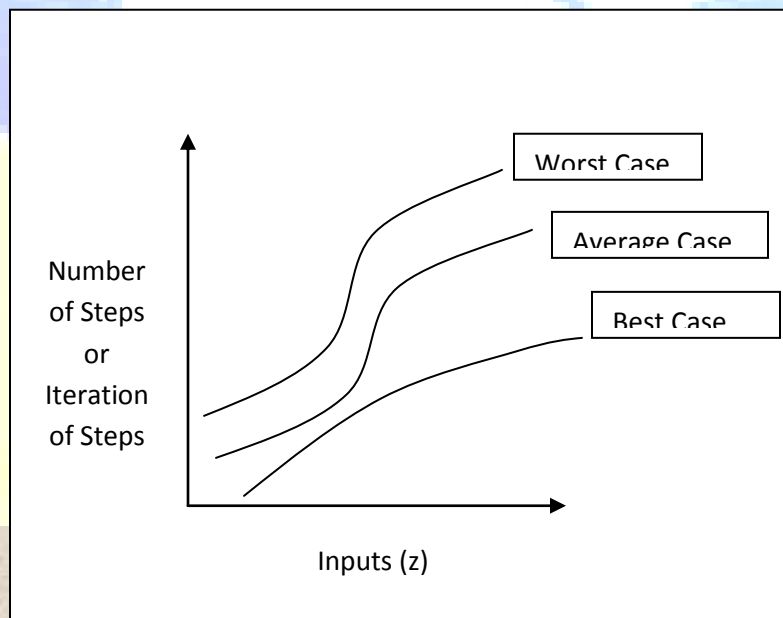 Worst Case
Average Case
Best Case
Number
of Steps
or
Iteration
of Steps
Inputs (z)